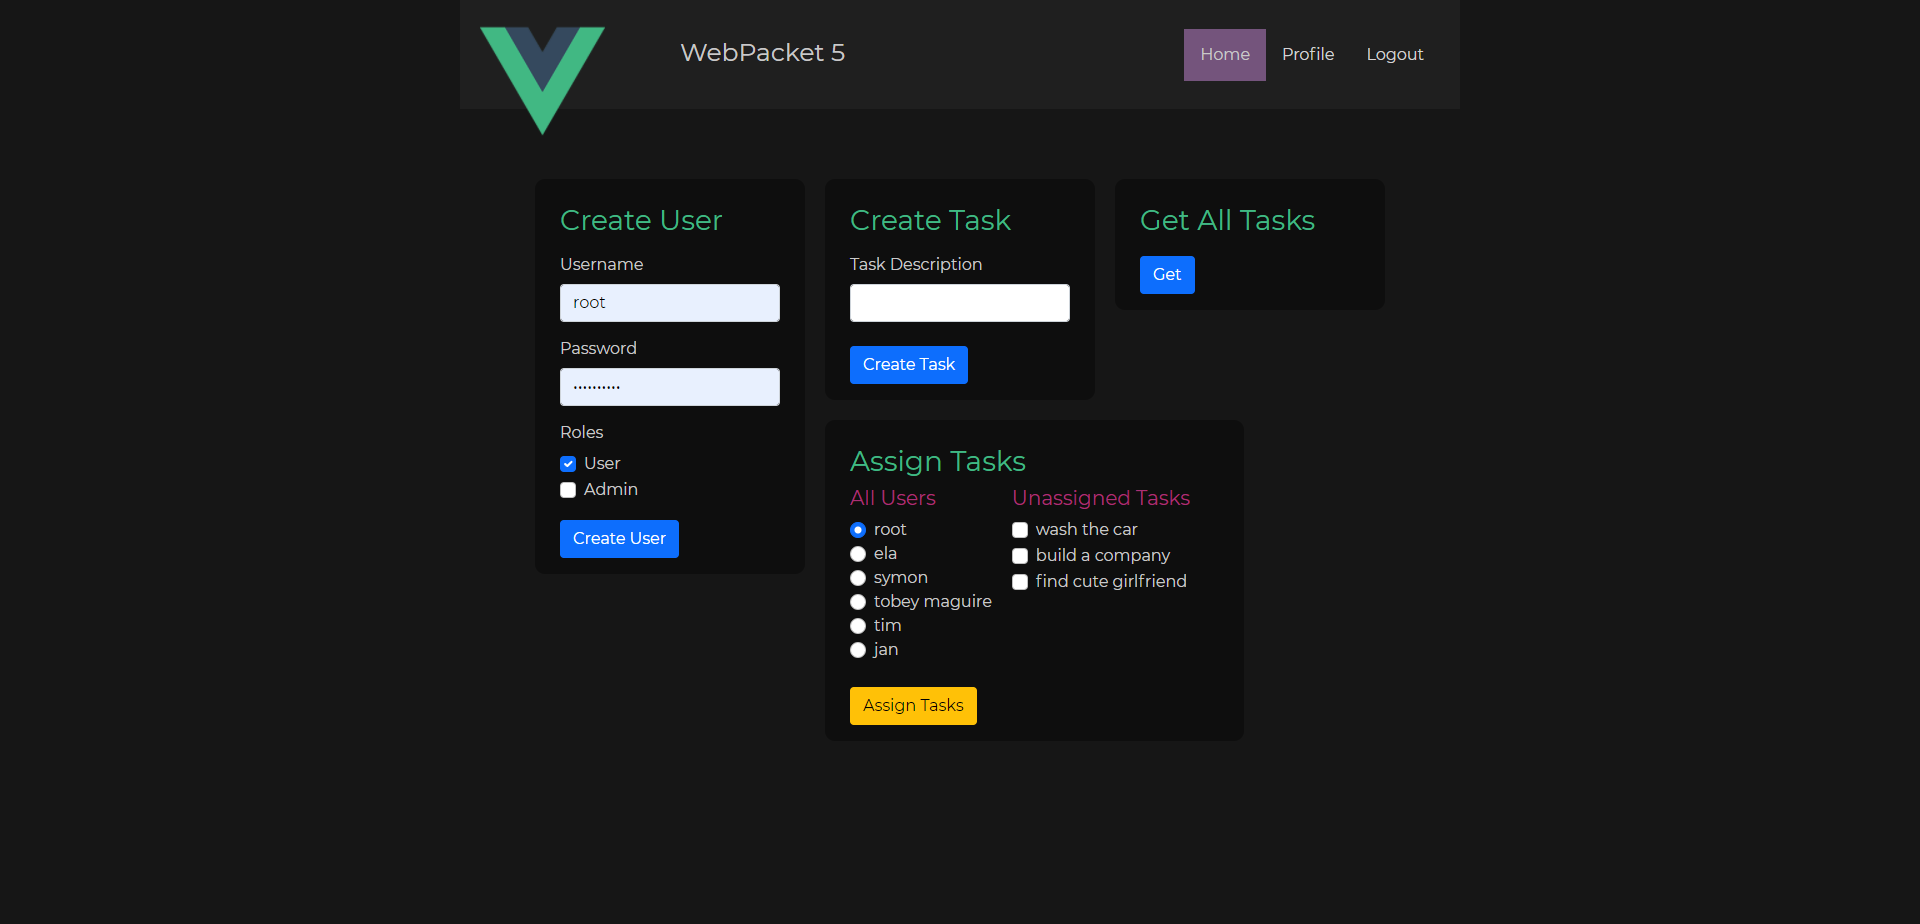 WebPacket 5
Home
Profile
Logout
Create User
Username
root
Password
••••••••••
Roles
User
Admin
Create User
Create Task
Task Description
Create Task
Get All Tasks
Get
Assign Tasks
All Users
root
ela
symon
tobey maguire
tim
jan
Unassigned Tasks
wash the car
build a company
find cute girlfriend
Assign Tasks